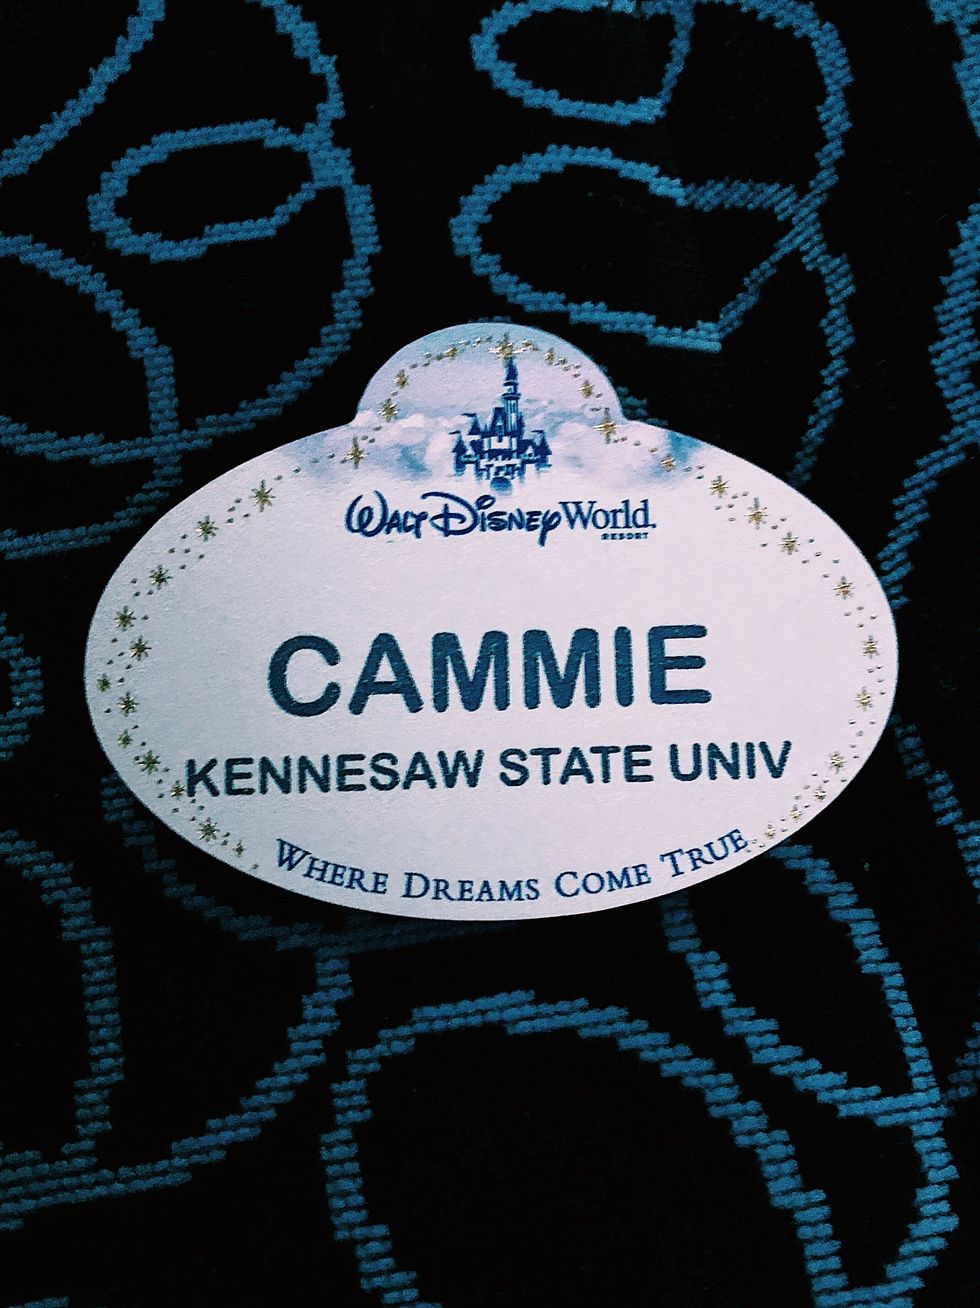 Walt Disney World.
RESORT
CAMMIE
KENNESAW STATE UNIV
WHERE DREAMS COME TRUE